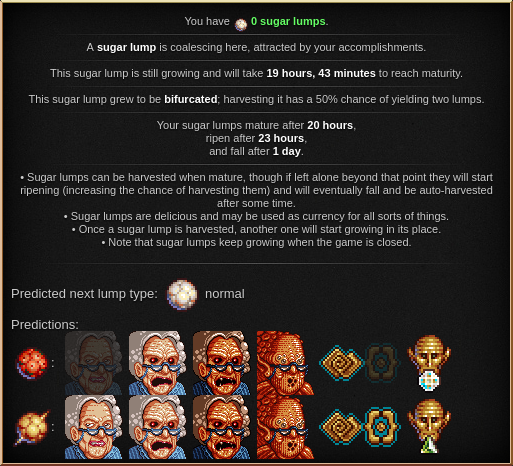 You have 0 sugar lumps.
A sugar lump is coalescing here, attracted by your accomplishments.
This sugar lump is still growing and will take 19 hours, 43 minutes to reach maturity.
This sugar lump grew to be bifurcated; harvesting it has a 50% chance of yielding two lumps.
Your sugar lumps mature after 20 hours,
ripen after 23 hours,
and fall after 1 day.
• Sugar lumps can be harvested when mature, though if left alone beyond that point they will start
ripening (increasing the chance of harvesting them) and will eventually fall and be auto-harvested
after some time.
• Sugar lumps are delicious and may be used as currency for all sorts of things.
• Once a sugar lump is harvested, another one will start growing in its place.
• Note that sugar lumps keep growing when the game is closed.
Predicted next lump type: normal
Predictions:
:
: